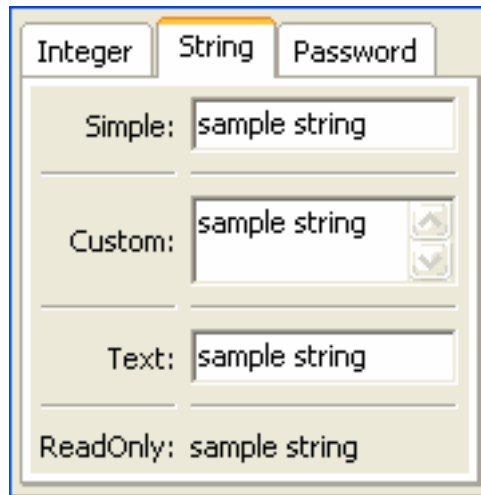 Integer String Password
Simple: sample string
Custom: sample string
Text: sample string
ReadOnly: sample string